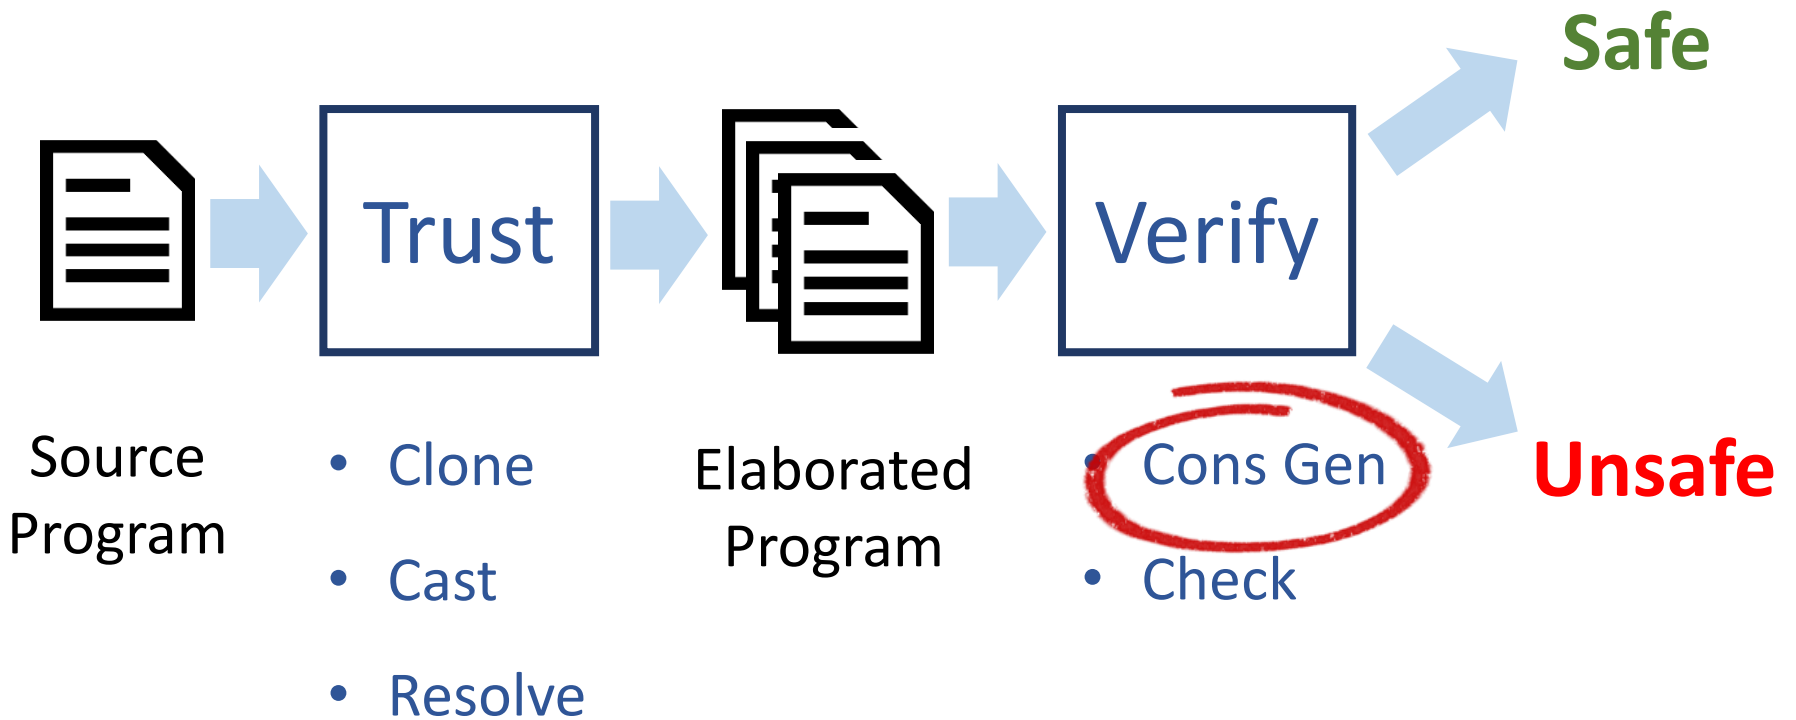 Safe
Trust
Verify
Source
Program
• Clone
• Cast
• Resolve
Elaborated
Program
• Cons Gen
• Check
Unsafe